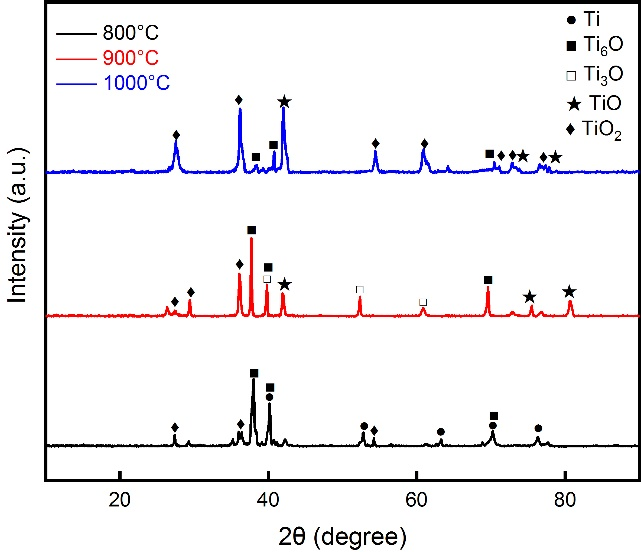 800°C
900°C
1000°C
Ti
Ti₆O
Ti₃O
TiO
TiO₂
Intensity (a.u.)
20 40 60 80
2θ (degree)